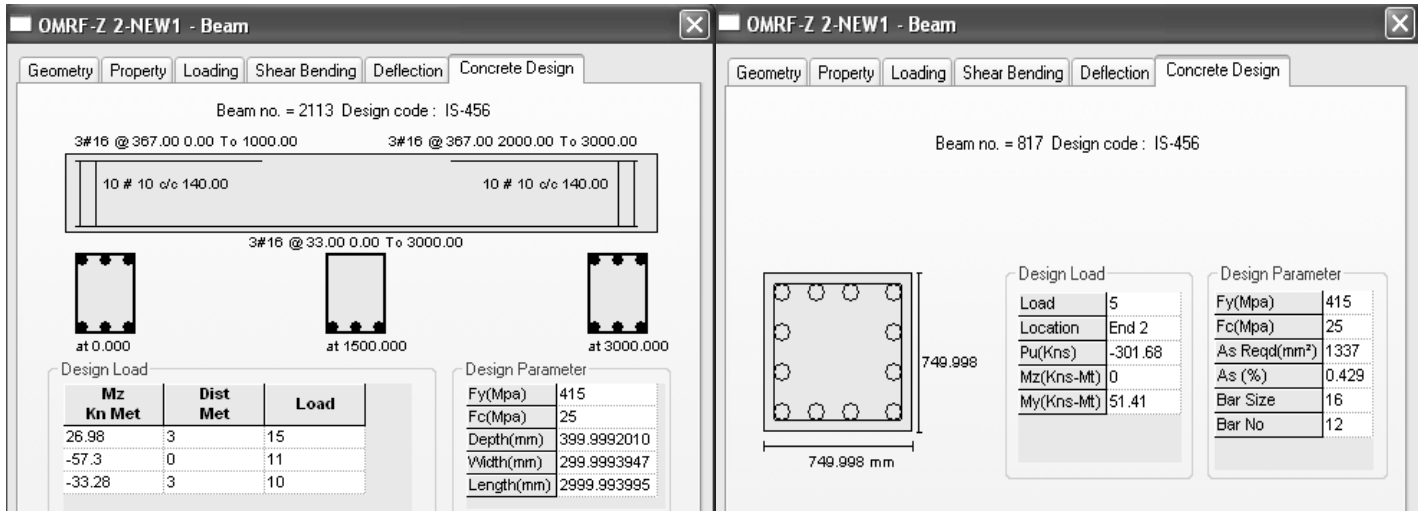 OMRF-Z 2-NEW1 - Beam
Geometry Property Loading Shear Bending Deflection Concrete Design
Beam no. = 2113 Design code : IS-456
3#16 @ 367.00 0.00 To 1000.00 3#16 @ 367.00 2000.00 To 3000.00
10 # 10 c/c 140.00 10 # 10 c/c 140.00
3#16 @ 33.00 0.00 To 3000.00
at 0.000 at 1500.000 at 3000.000
Design Load
Mz Kn Met Dist Met Load
26.98 3 15
-57.3 0 11
-33.28 3 10
Design Parameter
Fy(Mpa) 415
Fc(Mpa) 25
Depth(mm) 399.9992010
Width(mm) 299.9993947
Length(mm) 2999.993995
OMRF-Z 2-NEW1 - Beam
Geometry Property Loading Shear Bending Deflection Concrete Design
Beam no. = 817 Design code : IS-456
749.998
749.998 mm
Design Load
Load 5
Location End 2
Pu(Kns) -301.68
Mz(Kns-Mt) 0
My(Kns-Mt) 51.41
Design Parameter
Fy(Mpa) 415
Fc(Mpa) 25
As Reqd(mm²) 1337
As (%) 0.429
Bar Size 16
Bar No 12